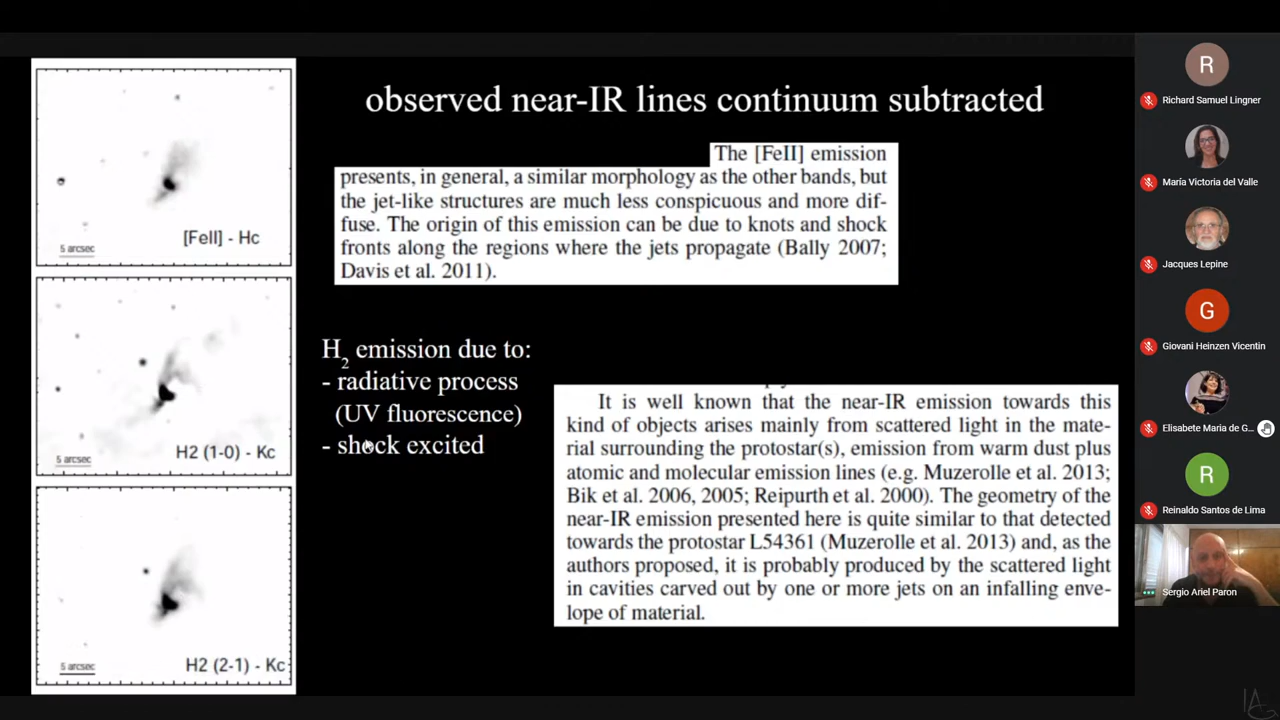 observed near-IR lines continuum subtracted
[FeII] - Hc
5 arcsec
H2 (1-0) - Kc
5 arcsec
H2 (2-1) - Kc
5 arcsec
The [FeII] emission
presents, in general, a similar morphology as the other bands, but
the jet-like structures are much less conspicuous and more dif-
fuse. The origin of this emission can be due to knots and shock
fronts along the regions where the jets propagate (Bally 2007;
Davis et al. 2011).
H2 emission due to:
- radiative process
(UV fluorescence)
- shock excited
It is well known that the near-IR emission towards this
kind of objects arises mainly from scattered light in the mate-
rial surrounding the protostar(s), emission from warm dust plus
atomic and molecular emission lines (e.g. Muzerolle et al. 2013;
Bik et al. 2006, 2005; Reipurth et al. 2000). The geometry of the
near-IR emission presented here is quite similar to that detected
towards the protostar L54361 (Muzerolle et al. 2013) and, as the
authors proposed, it is probably produced by the scattered light
in cavities carved out by one or more jets on an infalling enve-
lope of material.
R
Richard Samuel Lingner
María Victoria del Valle
Jacques Lepine
G
Giovani Heinzen Vicentin
Elisabete Maria de G...
R
Reinaldo Santos de Lima
Sergio Ariel Paron